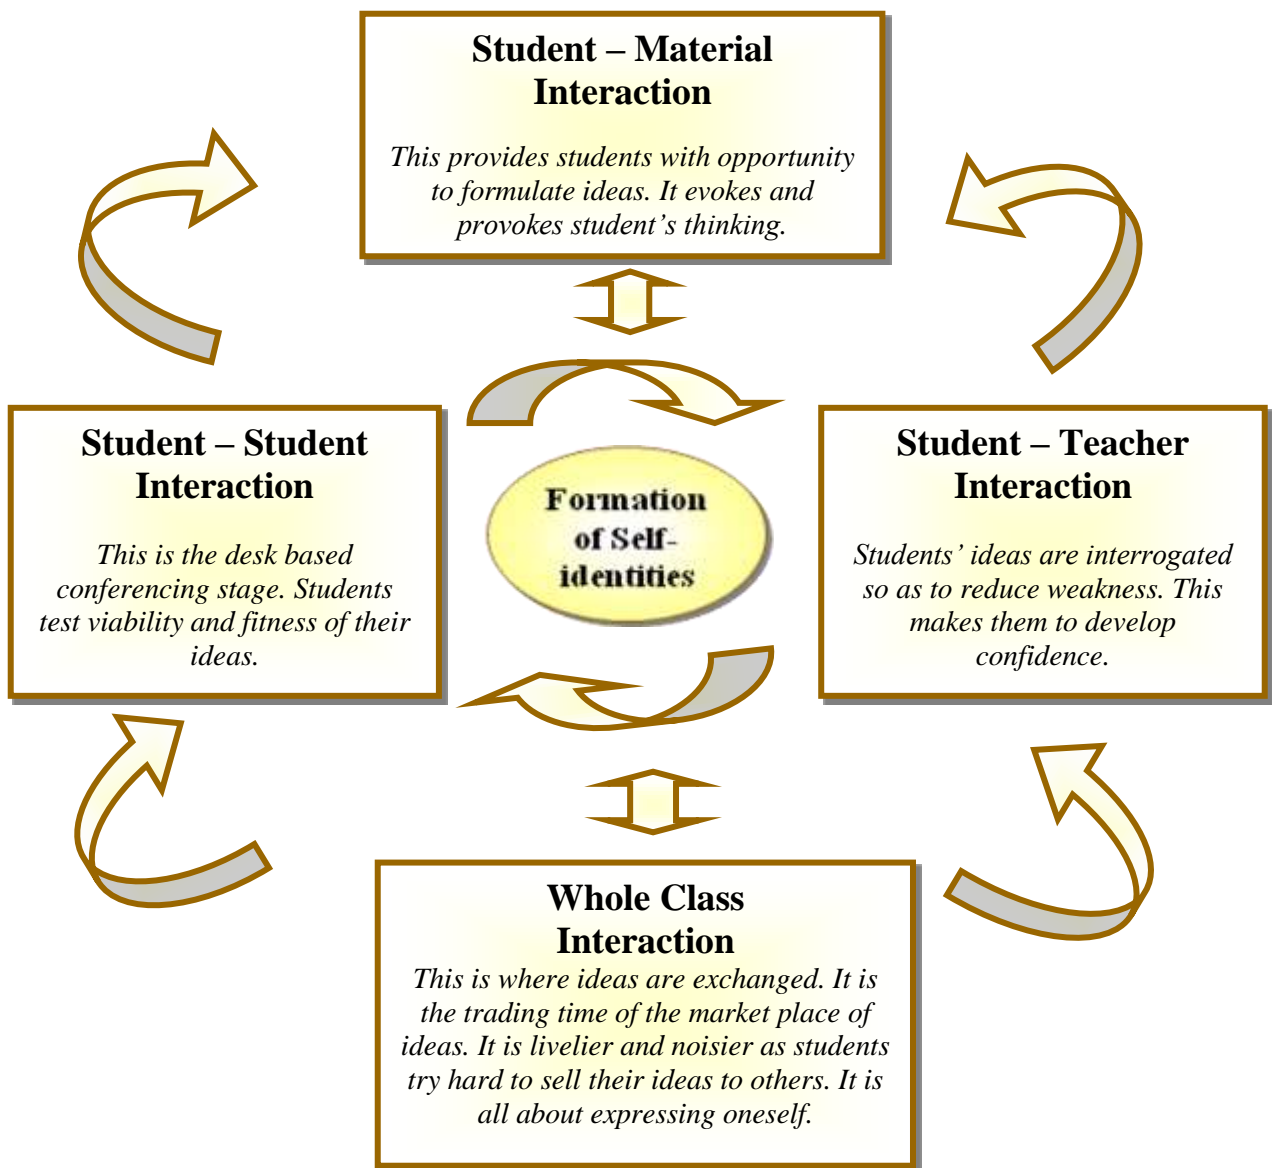 Student – Material
Interaction
This provides students with opportunity
to formulate ideas. It evokes and
provokes student's thinking.
Student – Student
Interaction
This is the desk based
conferencing stage. Students
test viability and fitness of their
ideas.
Formation
of Self-
identities
Student – Teacher
Interaction
Students' ideas are interrogated
so as to reduce weakness. This
makes them to develop
confidence.
Whole Class
Interaction
This is where ideas are exchanged. It is
the trading time of the market place of
ideas. It is livelier and noisier as students
try hard to sell their ideas to others. It is
all about expressing oneself.